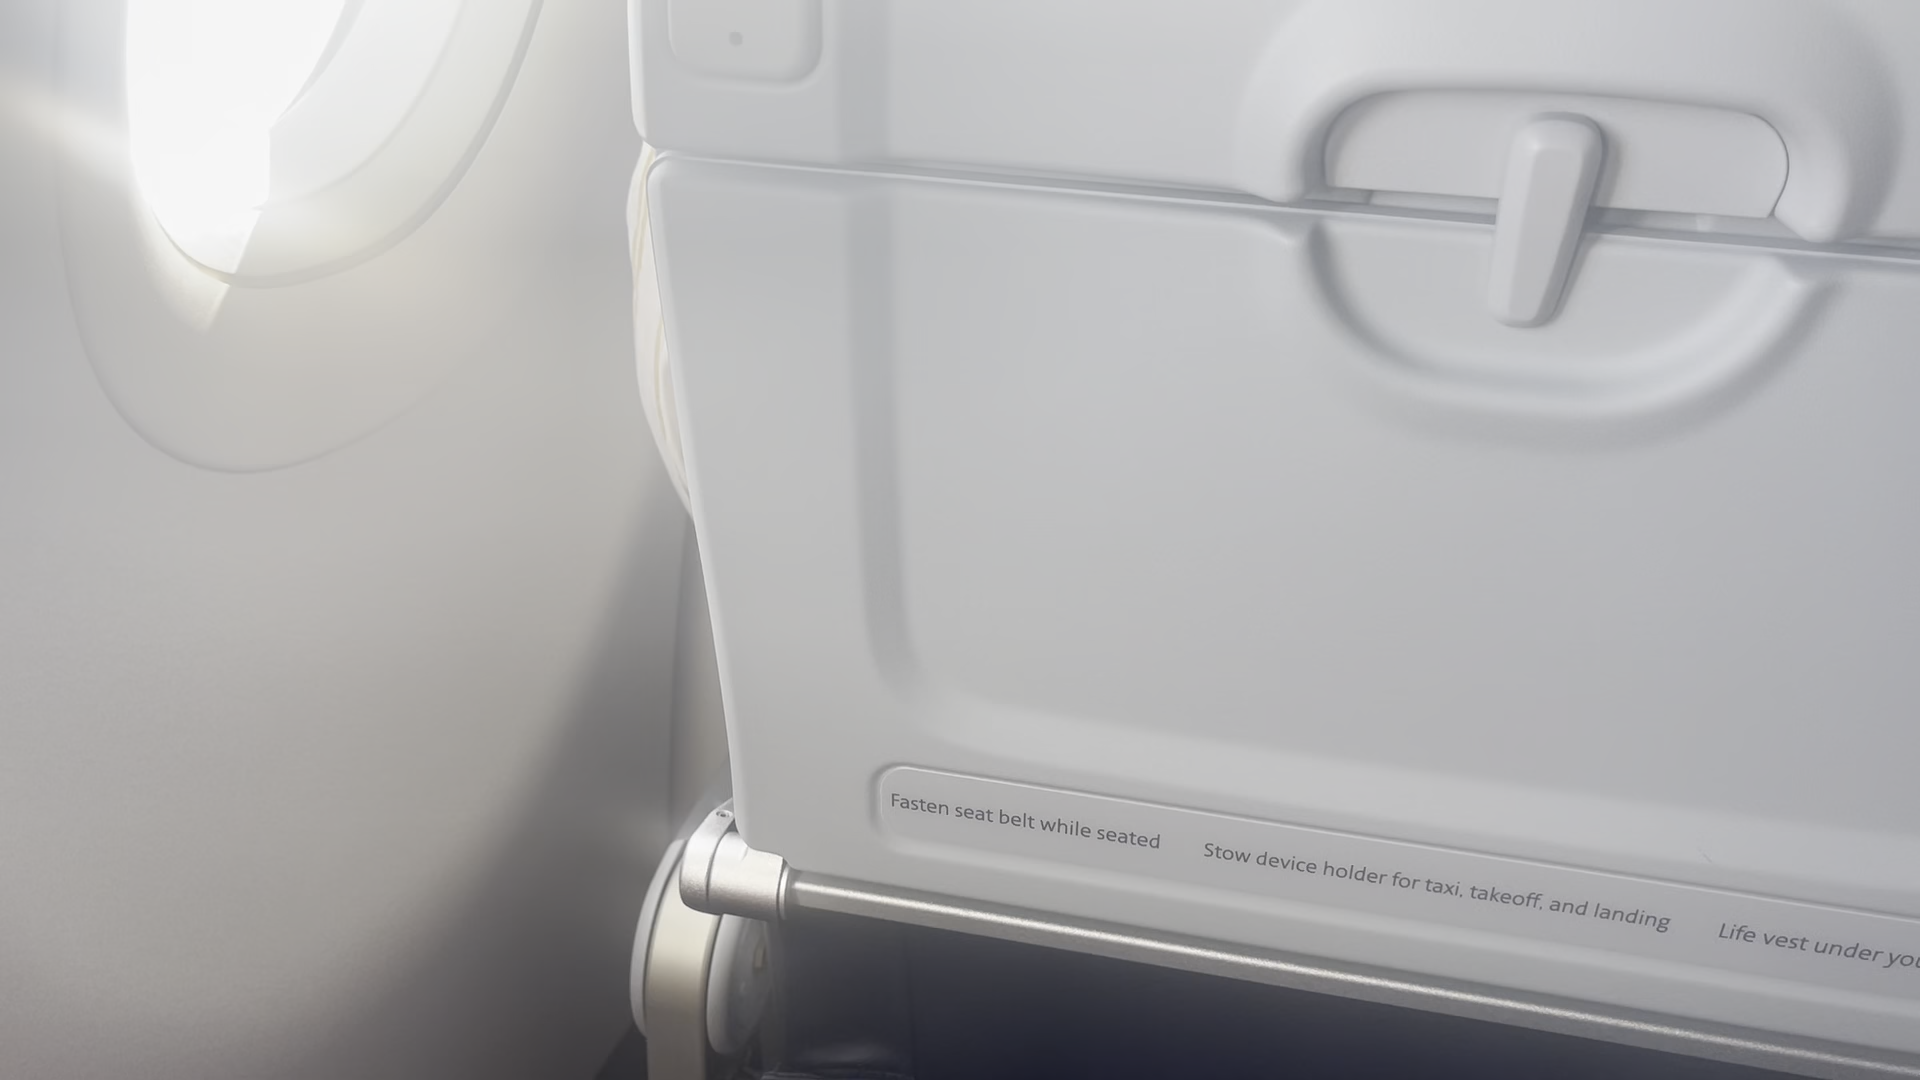 Fasten seat belt while seated Stow device holder for taxi, takeoff, and landing Life vest under